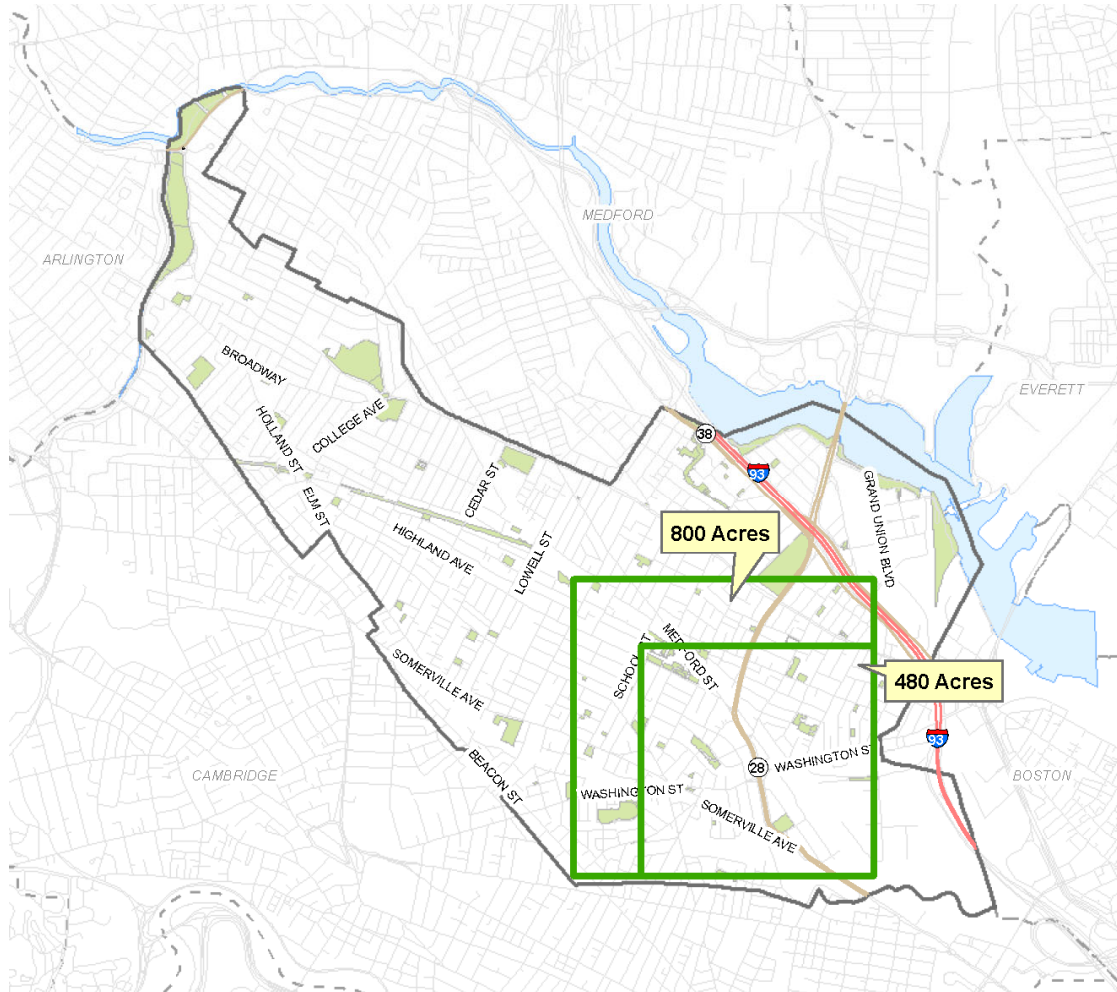 MEDFORD
ARLINGTON
EVERETT
BROADWAY
COLLEGE AVE
HOLLAND ST
38
93
CEDAR ST
ELM ST
GRAND UNION BLVD
HIGHLAND AVE
LOWELL ST
800 Acres
MEDFORD ST
SCHOOL ST
SOMERVILLE AVE
480 Acres
93
28
WASHINGTON ST
CAMBRIDGE
BEACON ST
BOSTON
WASHINGTON ST
SOMERVILLE AVE